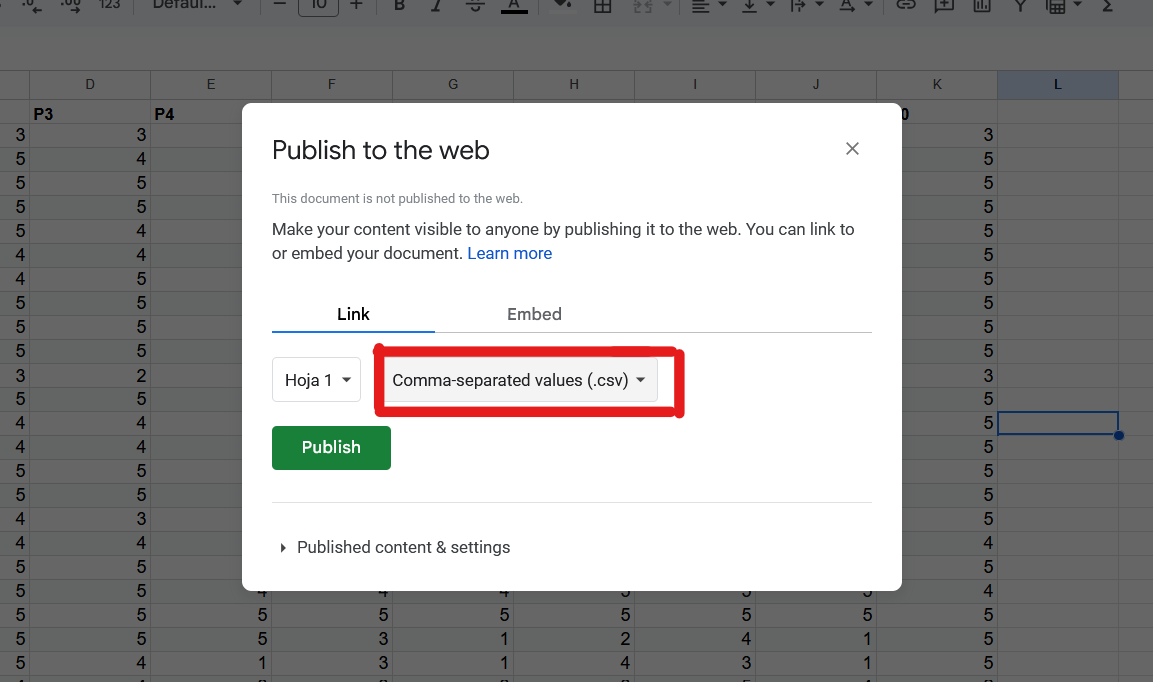 .0 .00 123 Defaul... 10 B I A
D E F G H I J K L
P3 P4 0
3 3 3
5 4 5
5 5 5
5 5 5
5 4 5
4 4 5
4 5 5
5 5 5
5 5 5
5 5 5
3 2 3
5 5 5
4 4 5
4 4 5
5 5 5
5 5 5
4 3 5
4 4 4
5 5 5
5 5 4 4 4 5 5 5 4
5 5 5 5 5 5 5 5 5
5 5 5 3 1 2 4 1 5
5 4 1 3 1 4 3 1 5
Publish to the web
This document is not published to the web.
Make your content visible to anyone by publishing it to the web. You can link to
or embed your document. Learn more
Link Embed
Hoja 1 Comma-separated values (.csv)
Publish
Published content & settings